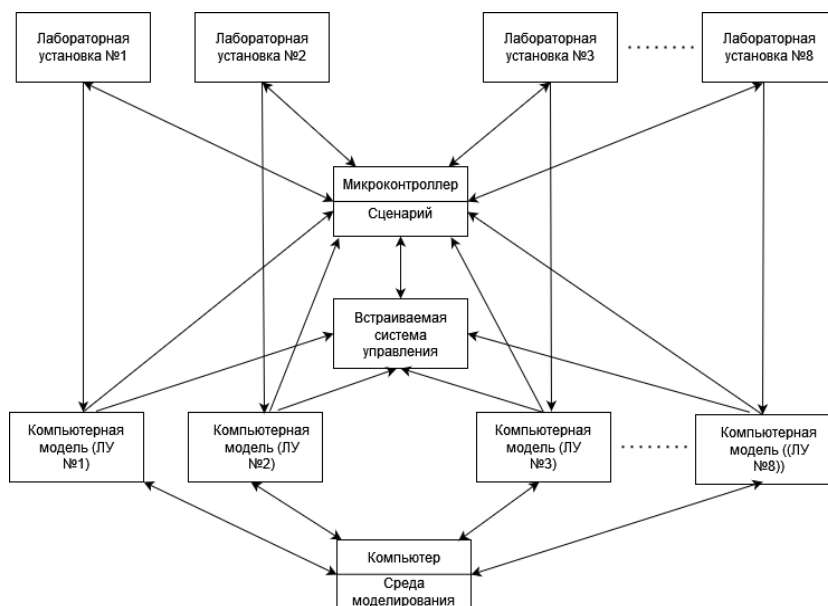 Лабораторная
установка №1
Лабораторная
установка №2
Лабораторная
установка №3
Лабораторная
установка №8
Микроконтроллер
Сценарий
Встраиваемая
система
управления
Компьютерная
модель (ЛУ
№1)
Компьютерная
модель (ЛУ
№2)
Компьютерная
модель (ЛУ
№3)
Компьютерная
модель ((ЛУ
№8))
Компьютер
Среда
моделирования